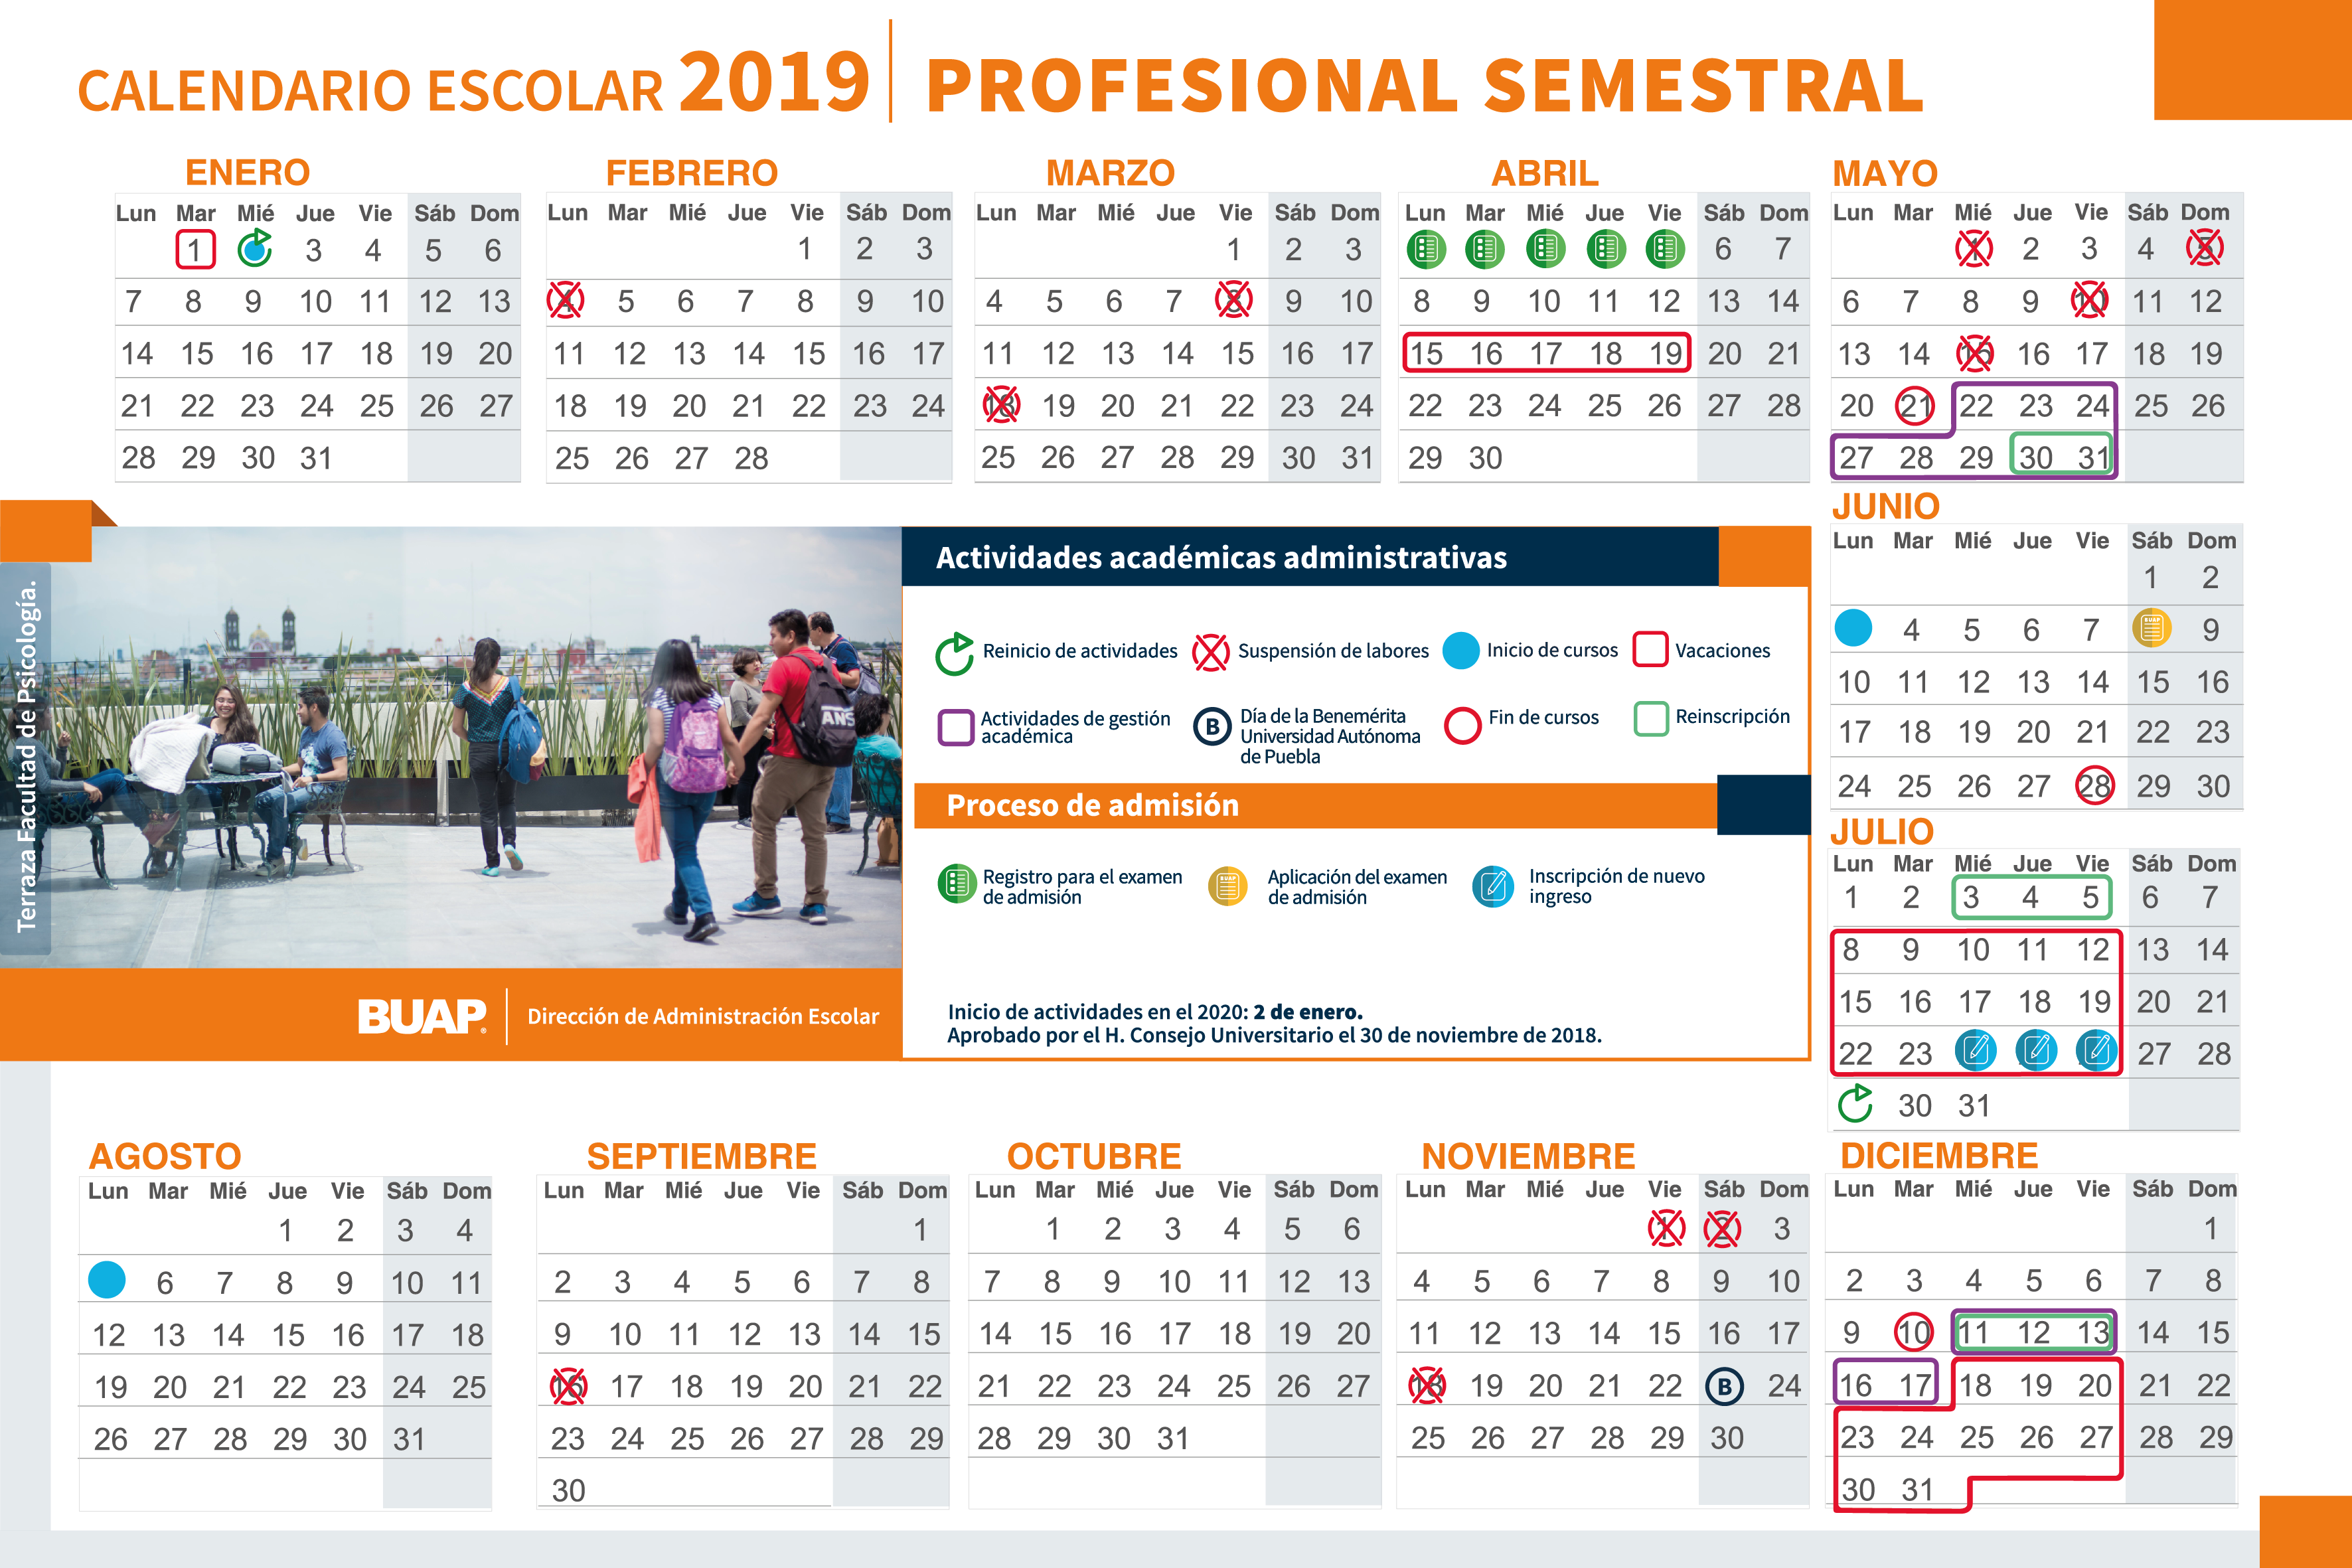 CALENDARIO ESCOLAR 2019 PROFESIONAL SEMESTRAL
ENERO
Lun Mar Mié Jue Vie Sáb Dom
1 3 4 5 6
7 8 9 10 11 12 13
14 15 16 17 18 19 20
21 22 23 24 25 26 27
28 29 30 31
FEBRERO
Lun Mar Mié Jue Vie Sáb Dom
1 2 3
4 5 6 7 8 9 10
11 12 13 14 15 16 17
18 19 20 21 22 23 24
25 26 27 28
MARZO
Lun Mar Mié Jue Vie Sáb Dom
1 2 3
4 5 6 7 8 9 10
11 12 13 14 15 16 17
18 19 20 21 22 23 24
25 26 27 28 29 30 31
ABRIL
Lun Mar Mié Jue Vie Sáb Dom
6 7
8 9 10 11 12 13 14
15 16 17 18 19 20 21
22 23 24 25 26 27 28
29 30
MAYO
Lun Mar Mié Jue Vie Sáb Dom
1 2 3 4 5
6 7 8 9 10 11 12
13 14 15 16 17 18 19
20 21 22 23 24 25 26
27 28 29 30 31
JUNIO
Lun Mar Mié Jue Vie Sáb Dom
1 2
4 5 6 7 BUAP 9
10 11 12 13 14 15 16
17 18 19 20 21 22 23
24 25 26 27 28 29 30
JULIO
Lun Mar Mié Jue Vie Sáb Dom
1 2 3 4 5 6 7
8 9 10 11 12 13 14
15 16 17 18 19 20 21
22 23 27 28
30 31
Terraza Facultad de Psicología.
ANS
BUAP®
Dirección de Administración Escolar
Actividades académicas administrativas
Reinicio de actividades
Suspensión de labores
Inicio de cursos
Vacaciones
Actividades de gestión
académica
B
Día de la Benemérita
Universidad Autónoma
de Puebla
Fin de cursos
Reinscripción
Proceso de admisión
Registro para el examen
de admisión
BUAP
Aplicación del examen
de admisión
Inscripción de nuevo
ingreso
Inicio de actividades en el 2020: 2 de enero.
Aprobado por el H. Consejo Universitario el 30 de noviembre de 2018.
AGOSTO
Lun Mar Mié Jue Vie Sáb Dom
1 2 3 4
6 7 8 9 10 11
12 13 14 15 16 17 18
19 20 21 22 23 24 25
26 27 28 29 30 31
SEPTIEMBRE
Lun Mar Mié Jue Vie Sáb Dom
1
2 3 4 5 6 7 8
9 10 11 12 13 14 15
16 17 18 19 20 21 22
23 24 25 26 27 28 29
30
OCTUBRE
Lun Mar Mié Jue Vie Sáb Dom
1 2 3 4 5 6
7 8 9 10 11 12 13
14 15 16 17 18 19 20
21 22 23 24 25 26 27
28 29 30 31
NOVIEMBRE
Lun Mar Mié Jue Vie Sáb Dom
1 2 3
4 5 6 7 8 9 10
11 12 13 14 15 16 17
18 19 20 21 22 B 24
25 26 27 28 29 30
DICIEMBRE
Lun Mar Mié Jue Vie Sáb Dom
1
2 3 4 5 6 7 8
9 10 11 12 13 14 15
16 17 18 19 20 21 22
23 24 25 26 27 28 29
30 31